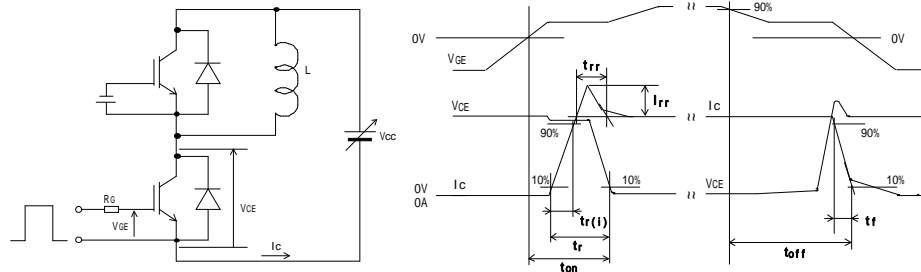 L
Vcc
RG
VGE
VCE
Ic
0V
VGE
90%
0V
trr
Irr
VCE
90%
Ic
90%
0V
0A
Ic
10%
10%
VCE
10%
tr(i)
tr
ton
tf
toff